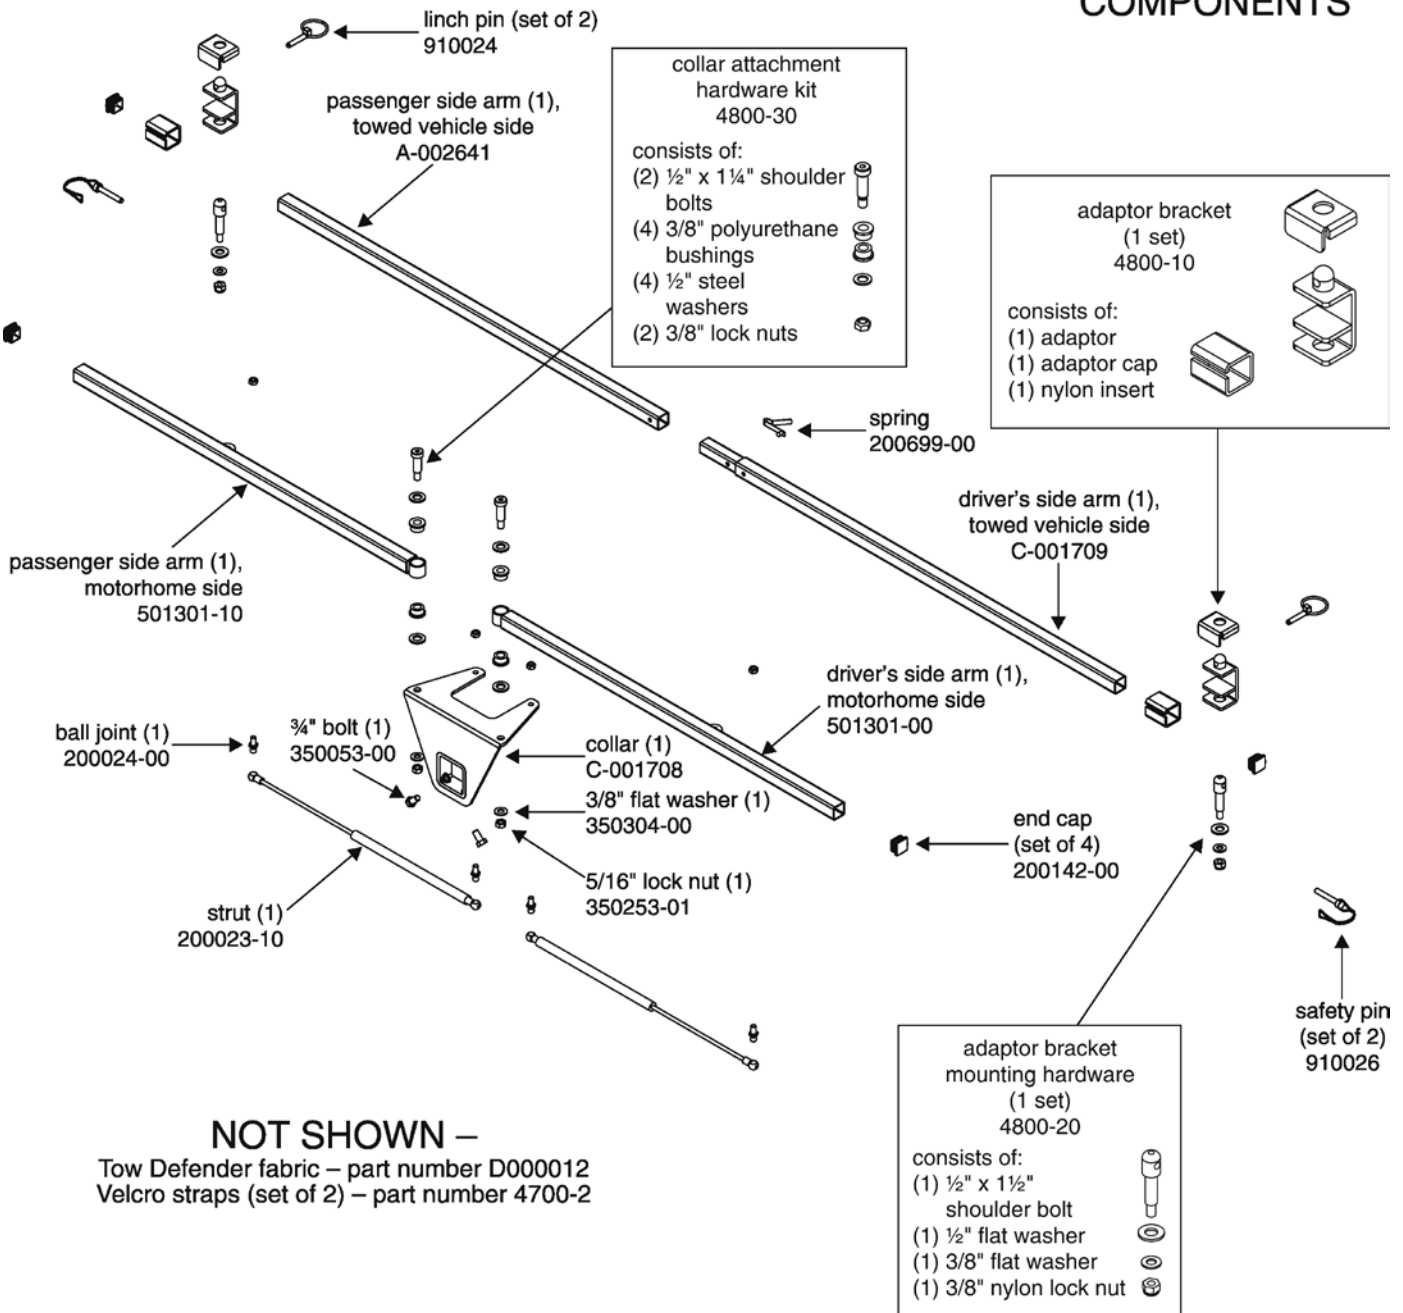 COMPONENTS
linch pin (set of 2)
910024
passenger side arm (1),
towed vehicle side
A-002641
collar attachment
hardware kit
4800-30
consists of:
(2) ½" x 1¼" shoulder
bolts
(4) 3/8" polyurethane
bushings
(4) ½" steel
washers
(2) 3/8" lock nuts
adaptor bracket
(1 set)
4800-10
consists of:
(1) adaptor
(1) adaptor cap
(1) nylon insert
spring
200699-00
driver's side arm (1),
towed vehicle side
C-001709
passenger side arm (1),
motorhome side
501301-10
driver's side arm (1),
motorhome side
501301-00
ball joint (1)
200024-00
¾" bolt (1)
350053-00
collar (1)
C-001708
3/8" flat washer (1)
350304-00
5/16" lock nut (1)
350253-01
end cap
(set of 4)
200142-00
strut (1)
200023-10
safety pin
(set of 2)
910026
adaptor bracket
mounting hardware
(1 set)
4800-20
consists of:
(1) ½" x 1½"
shoulder bolt
(1) ½" flat washer
(1) 3/8" flat washer
(1) 3/8" nylon lock nut
NOT SHOWN –
Tow Defender fabric – part number D000012
Velcro straps (set of 2) – part number 4700-2